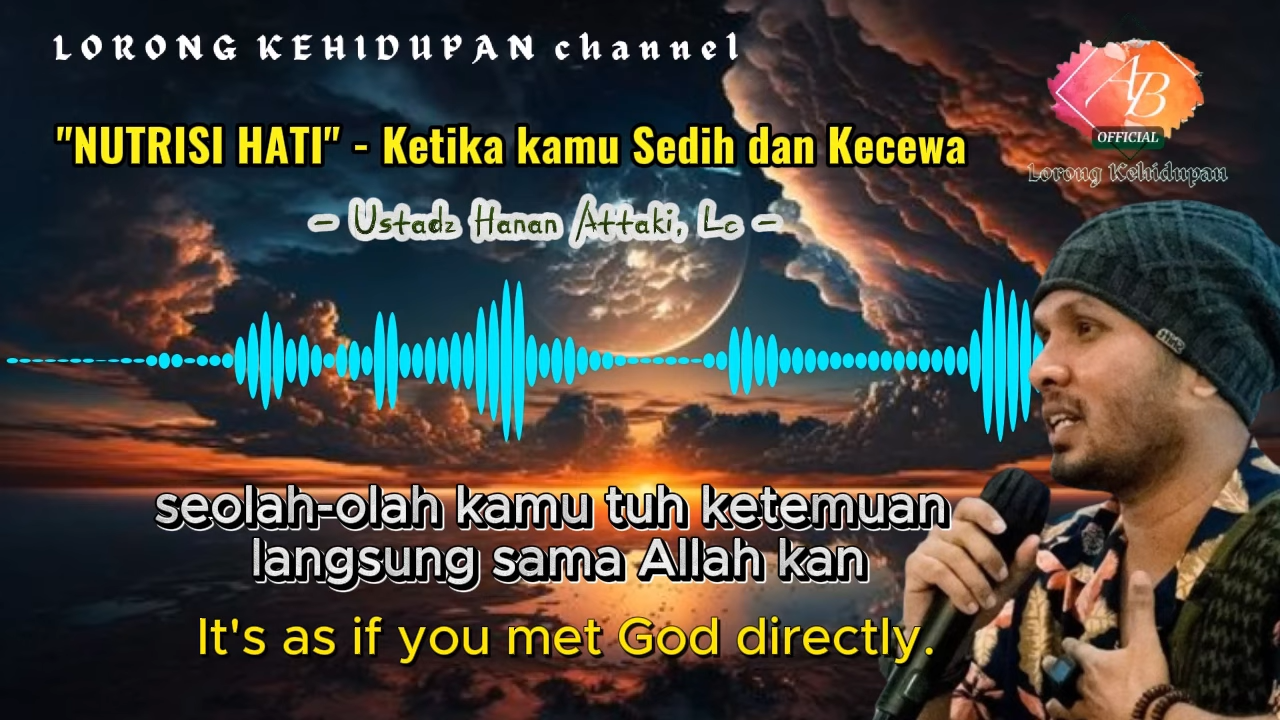 LORONG KEHIDUPAN channel
AB
OFFICIAL
Lorong Kehidupan
"NUTRISI HATI" - Ketika kamu Sedih dan Kecewa
- Ustadz Hanan Attaki, Lc -
seolah-olah kamu tuh ketemuan
langsung sama Allah kan
It's as if you met God directly.